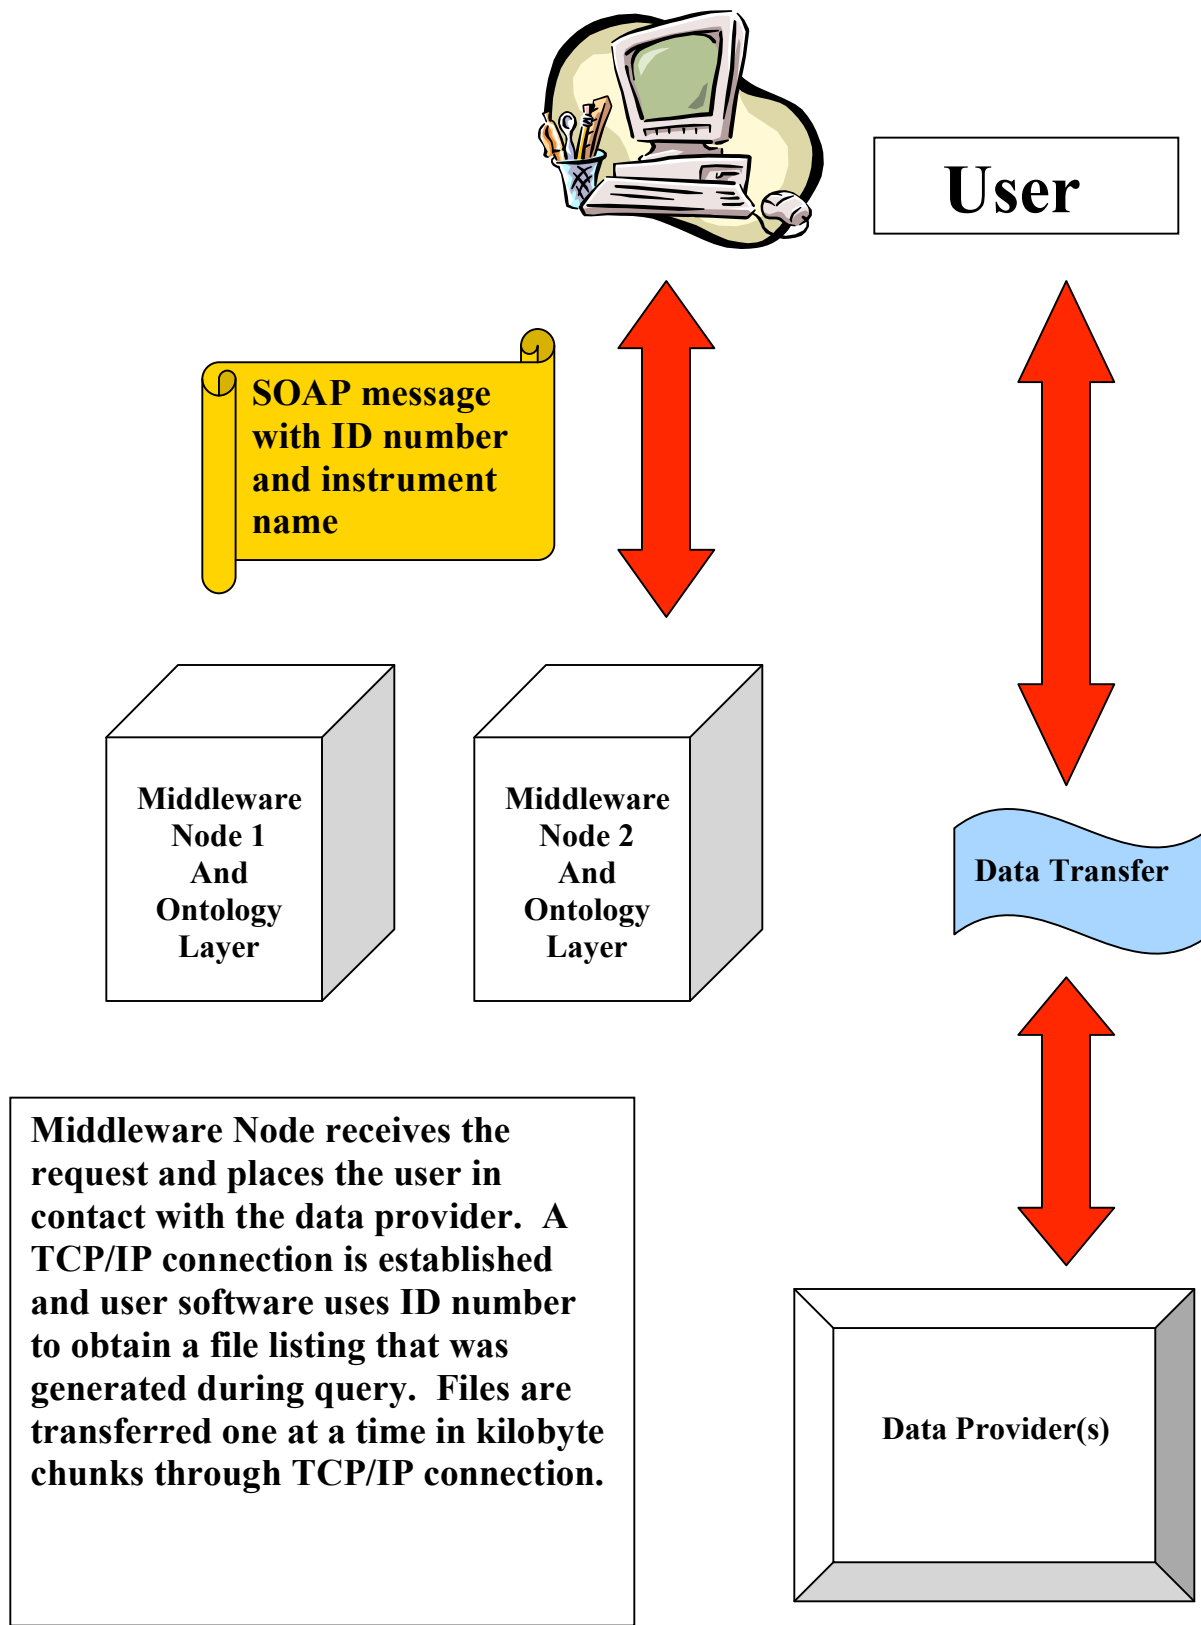 User
SOAP message
with ID number
and instrument
name
Middleware
Node 1
And
Ontology
Layer
Middleware
Node 2
And
Ontology
Layer
Data Transfer
Middleware Node receives the
request and places the user in
contact with the data provider.  A
TCP/IP connection is established
and user software uses ID number
to obtain a file listing that was
generated during query.  Files are
transferred one at a time in kilobyte
chunks through TCP/IP connection.
Data Provider(s)